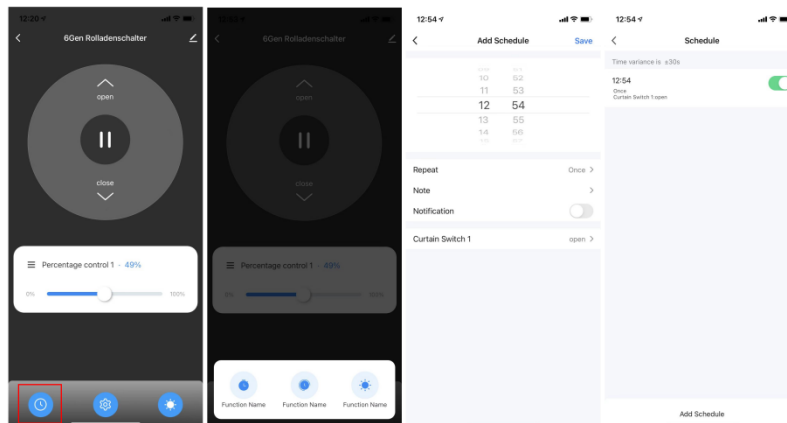 12:20
6Gen Rolladenschalter
open
close
Percentage control 1 - 49%
0%
100%
6Gen Rolladenschalter
open
close
Percentage control 1 - 49%
0%
100%
Function Name
Function Name
Function Name
12:54
Add Schedule
Save
10 52
11 53
12 54
13 55
14 56
Repeat
Once
Note
Notification
Curtain Switch 1
open
12:54
Schedule
Time variance is ±30s
12:54
Once
Curtain Switch 1:open
Add Schedule